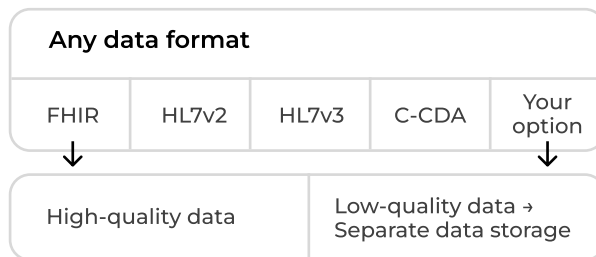 Any data format
FHIR
HL7v2
HL7v3
C-CDA
Your
option
High-quality data
Low-quality data →
Separate data storage